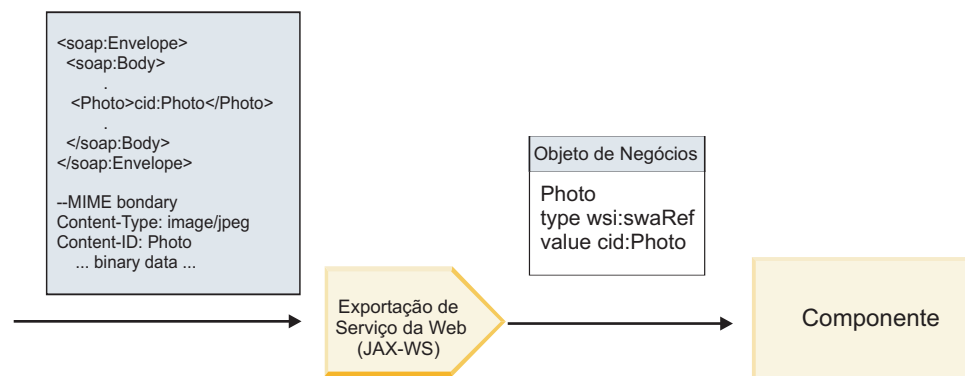 <soap:Envelope>
<soap:Body>
.
<Photo>cid:Photo</Photo>
.
</soap:Body>
</soap:Envelope>
--MIME bondary
Content-Type: image/jpeg
Content-ID: Photo
... binary data ...
Objeto de Negócios
Photo
type wsi:swaRef
value cid:Photo
Exportação de
Serviço da Web
(JAX-WS)
Componente